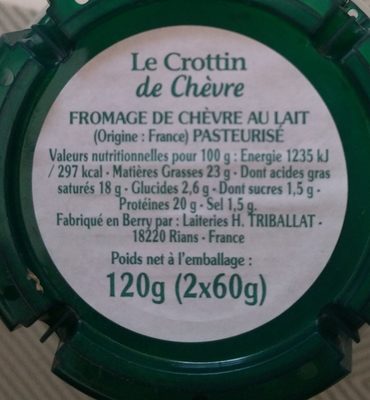 Le Crottin
de Chèvre
FROMAGE DE CHÈVRE AU LAIT
(Origine : France) PASTEURISÉ
Valeurs nutritionnelles pour 100 g : Energie 1235 kJ
/ 297 kcal - Matières Grasses 23 g - Dont acides gras
saturés 18 g - Glucides 2,6 g - Dont sucres 1,5 g -
Protéines 20 g - Sel 1,5 g.
Fabriqué en Berry par : Laiteries H. TRIBALLAT -
18220 Rians - France
Poids net à l'emballage :
120g (2x60g)